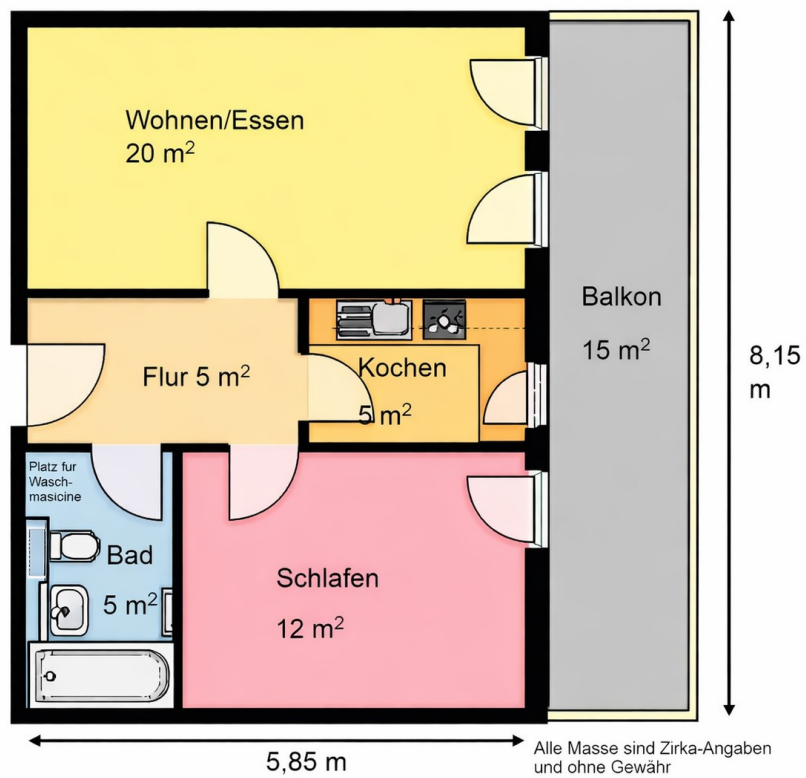 Wohnen/Essen
20 m²
Balkon
15 m²
8,15
m
Flur 5 m²
Kochen
5 m²
Platz fur
Wasch-
masicine
Bad
5 m²
Schlafen
12 m²
5,85 m
Alle Masse sind Zirka-Angaben
und ohne Gewähr